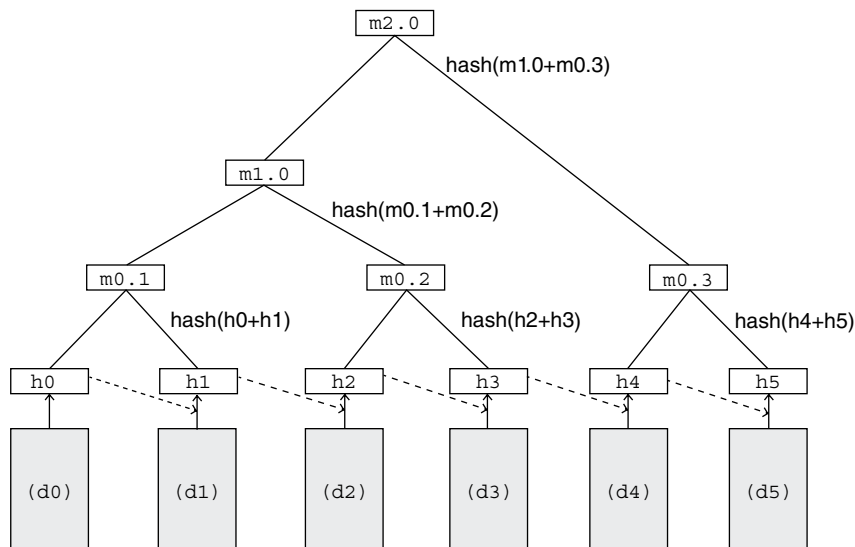 m2.0
hash(m1.0+m0.3)
m1.0
hash(m0.1+m0.2)
m0.1 m0.2 m0.3
hash(h0+h1) hash(h2+h3) hash(h4+h5)
h0 h1 h2 h3 h4 h5
(d0) (d1) (d2) (d3) (d4) (d5)